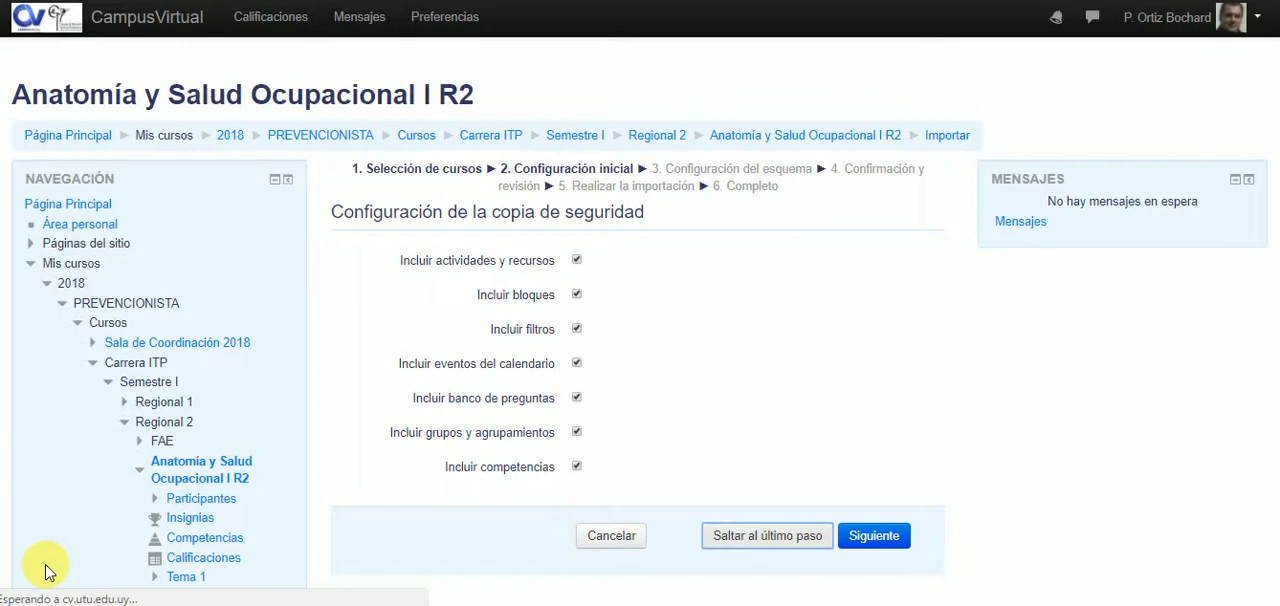 CV
CampusVirtual
Calificaciones
Mensajes
Preferencias
P. Ortiz Bochard
Anatomía y Salud Ocupacional I R2
Página Principal
Mis cursos
2018
PREVENCIONISTA
Cursos
Carrera ITP
Semestre I
Regional 2
Anatomía y Salud Ocupacional I R2
Importar
NAVEGACIÓN
Página Principal
Área personal
Páginas del sitio
Mis cursos
2018
PREVENCIONISTA
Cursos
Sala de Coordinación 2018
Carrera ITP
Semestre I
Regional 1
Regional 2
FAE
Anatomía y Salud
Ocupacional I R2
Participantes
Insignias
Competencias
Calificaciones
Tema 1
1. Selección de cursos ► 2. Configuración inicial ► 3. Configuración del esquema ► 4. Confirmación y
revisión ► 5. Realizar la importación ► 6. Completo
Configuración de la copia de seguridad
Incluir actividades y recursos
Incluir bloques
Incluir filtros
Incluir eventos del calendario
Incluir banco de preguntas
Incluir grupos y agrupamientos
Incluir competencias
Cancelar
Saltar al último paso
Siguiente
MENSAJES
No hay mensajes en espera
Mensajes
Esperando a cv.utu.edu.uy...